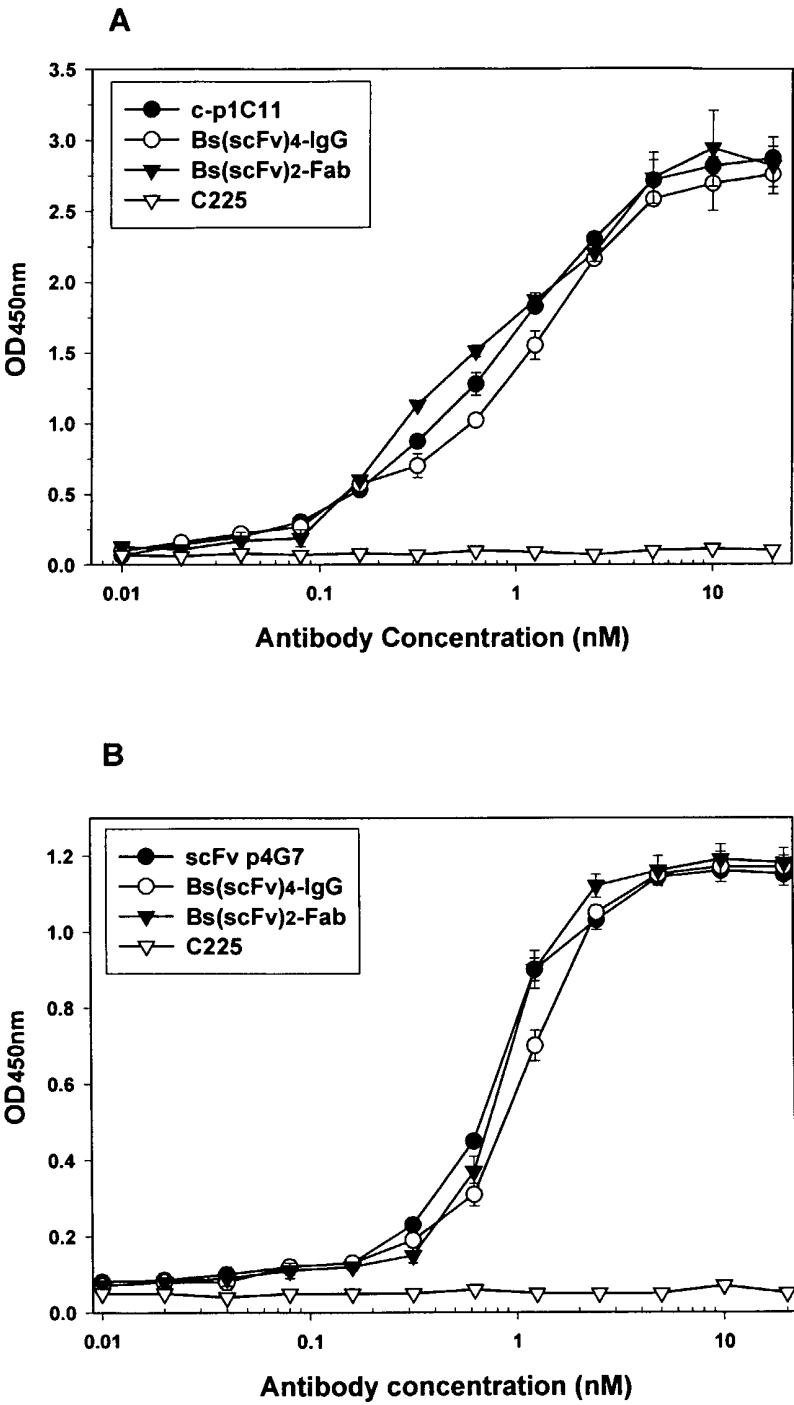 A
3.5
3.0
2.5
2.0
1.5
1.0
0.5
0.0
OD450nm
c-p1C11
Bs(scFv)4-IgG
Bs(scFv)2-Fab
C225
0.01 0.1 1 10
Antibody Concentration (nM)
B
1.2
1.0
0.8
0.6
0.4
0.2
0.0
OD450nm
scFv p4G7
Bs(scFv)4-IgG
Bs(scFv)2-Fab
C225
0.01 0.1 1 10
Antibody concentration (nM)